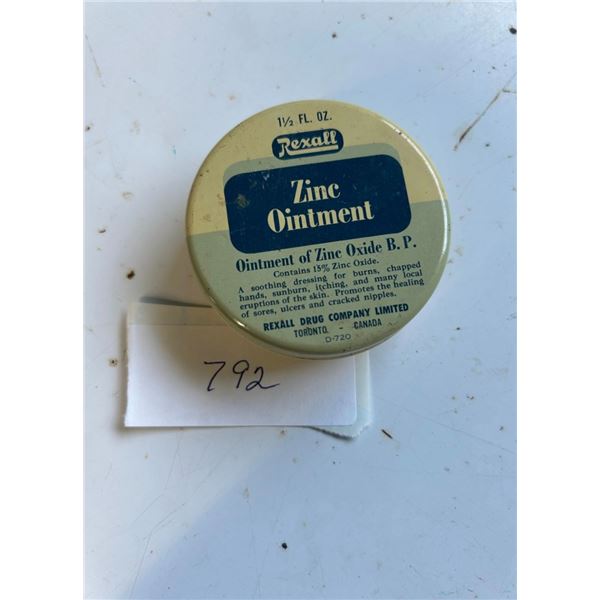 1½ FL. OZ.
Rexall
Zinc
Ointment
Ointment of Zinc Oxide B. P.
Contains 15% Zinc Oxide.
A soothing dressing for burns, chapped
hands, sunburn, itching, and many local
eruptions of the skin. Promotes the healing
of sores, ulcers and cracked nipples.
REXALL DRUG COMPANY LIMITED
TORONTO - CANADA
D-720
792